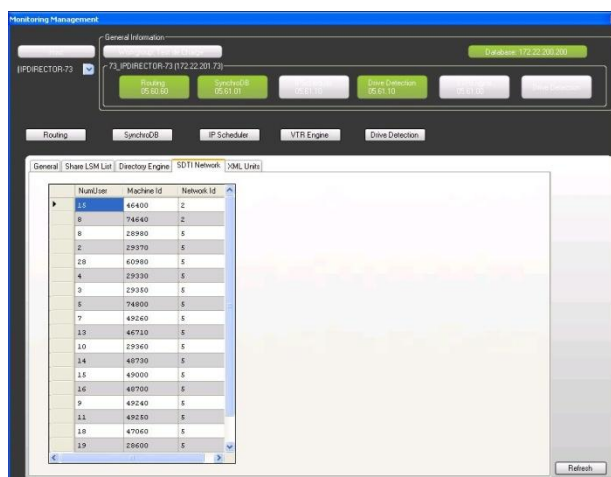 Monitoring Management
General Information
Database: 172.22.200.200
IPDIRECTOR-73
73_IPDIRECTOR-73 (172.22.201.73)
Routing
05.60.60
SynchroDB
05.61.01
Drive Detection
05.61.10
Routing SynchroDB IP Scheduler VTR Engine Drive Detection
General Share LSM List Directory Engine SDTI Network XML Units
NumUser Machine Id Network Id
15 46400 2
8 74640 2
8 28980 5
2 29370 5
28 60980 5
4 29330 5
3 29350 5
5 74800 5
7 49260 5
13 46710 5
10 29360 5
14 48730 5
15 49000 5
16 48700 5
9 49240 5
11 49250 5
18 47060 5
19 28600 5
Refresh